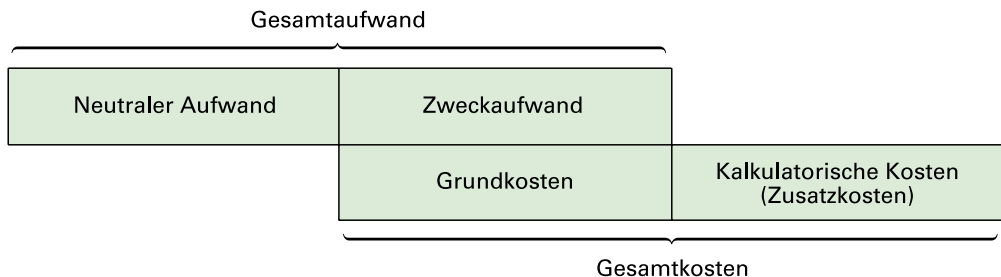 Gesamtaufwand
Neutraler Aufwand
Zweckaufwand
Grundkosten
Kalkulatorische Kosten
(Zusatzkosten)
Gesamtkosten